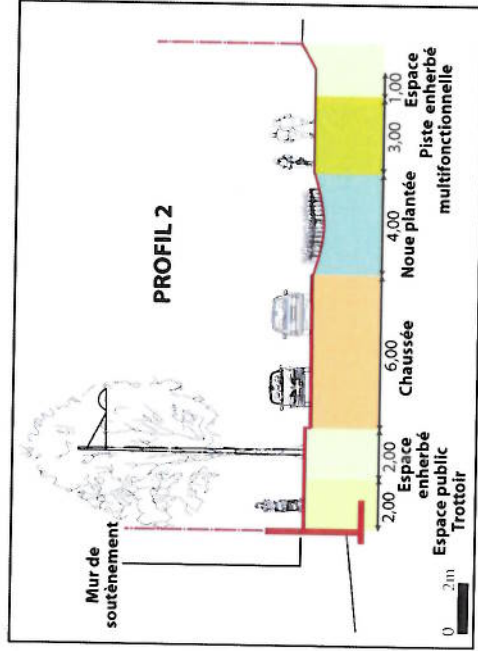 PROFIL 2
Mur de
soutènement
2,00
2,00
6,00
4,00
3,00
1,00
Espace
enherbé
Espace public
Trottoir
Chaussée
Noue plantée
Espace
Piste enherbé
multifonctionnelle
0 2m